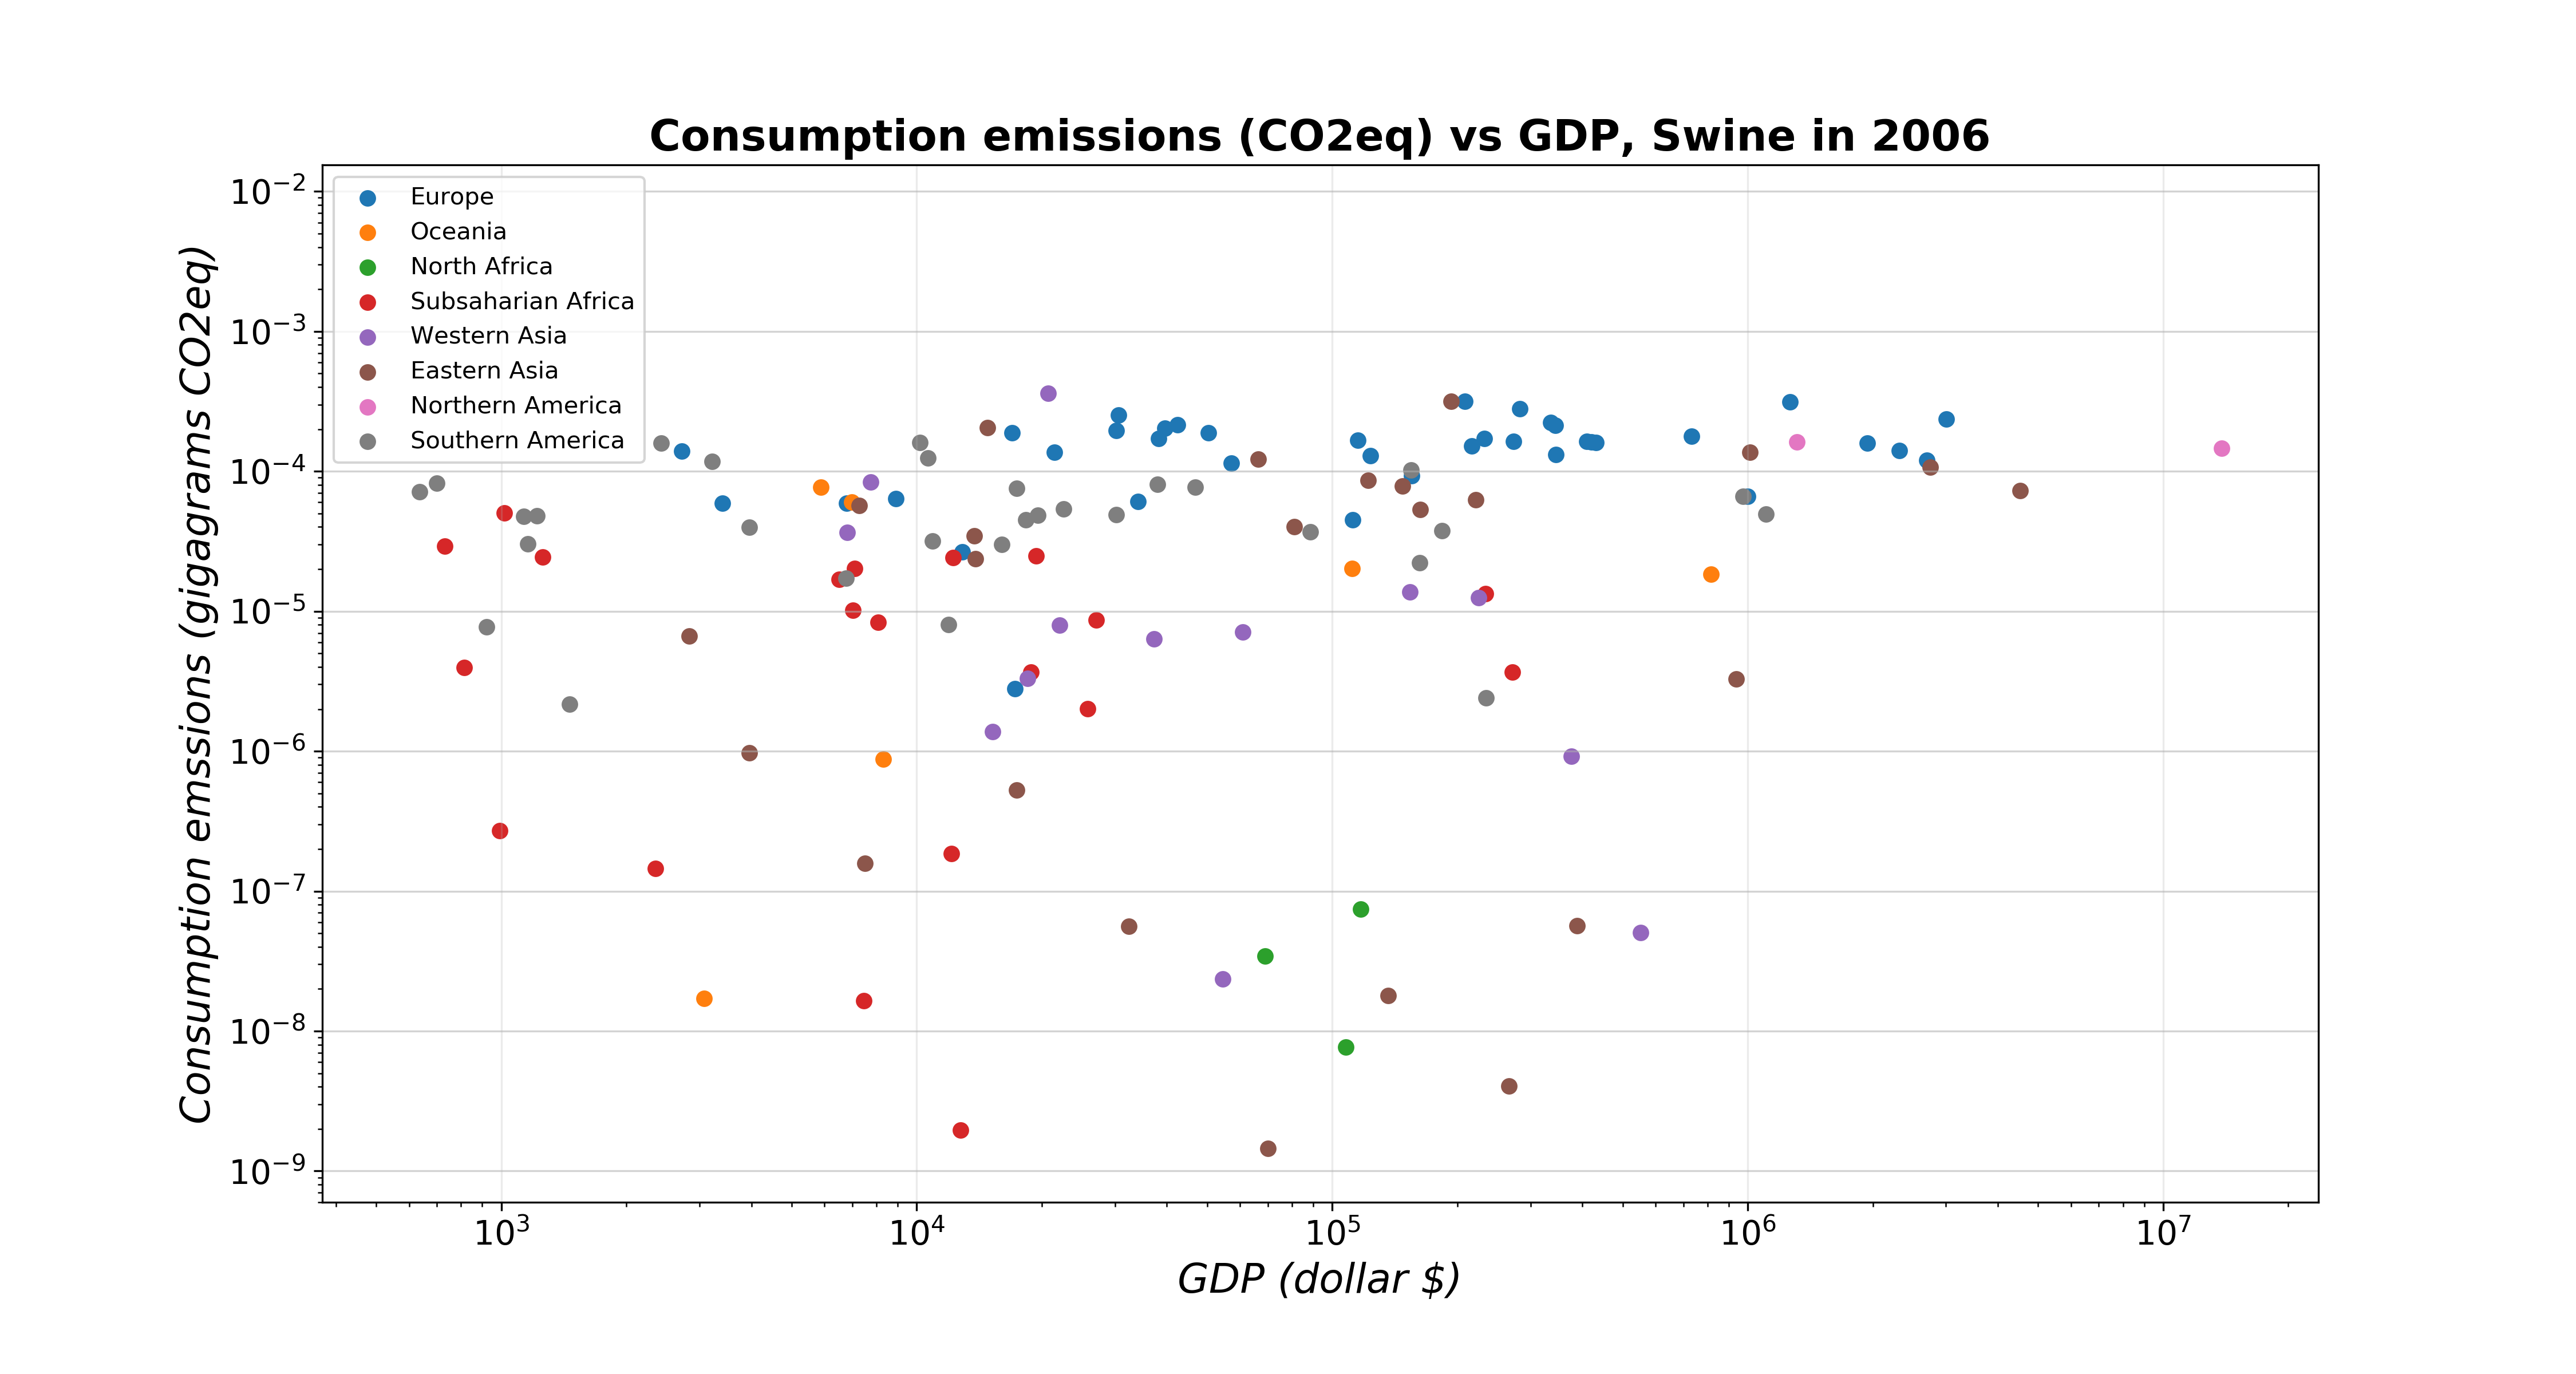 Consumption emissions (CO2eq) vs GDP, Swine in 2006
Consumption emssions (gigagrams CO2eq)
10⁻²
10⁻³
10⁻⁴
10⁻⁵
10⁻⁶
10⁻⁷
10⁻⁸
10⁻⁹
Europe
Oceania
North Africa
Subsaharian Africa
Western Asia
Eastern Asia
Northern America
Southern America
10³ 10⁴ 10⁵ 10⁶ 10⁷
GDP (dollar $)